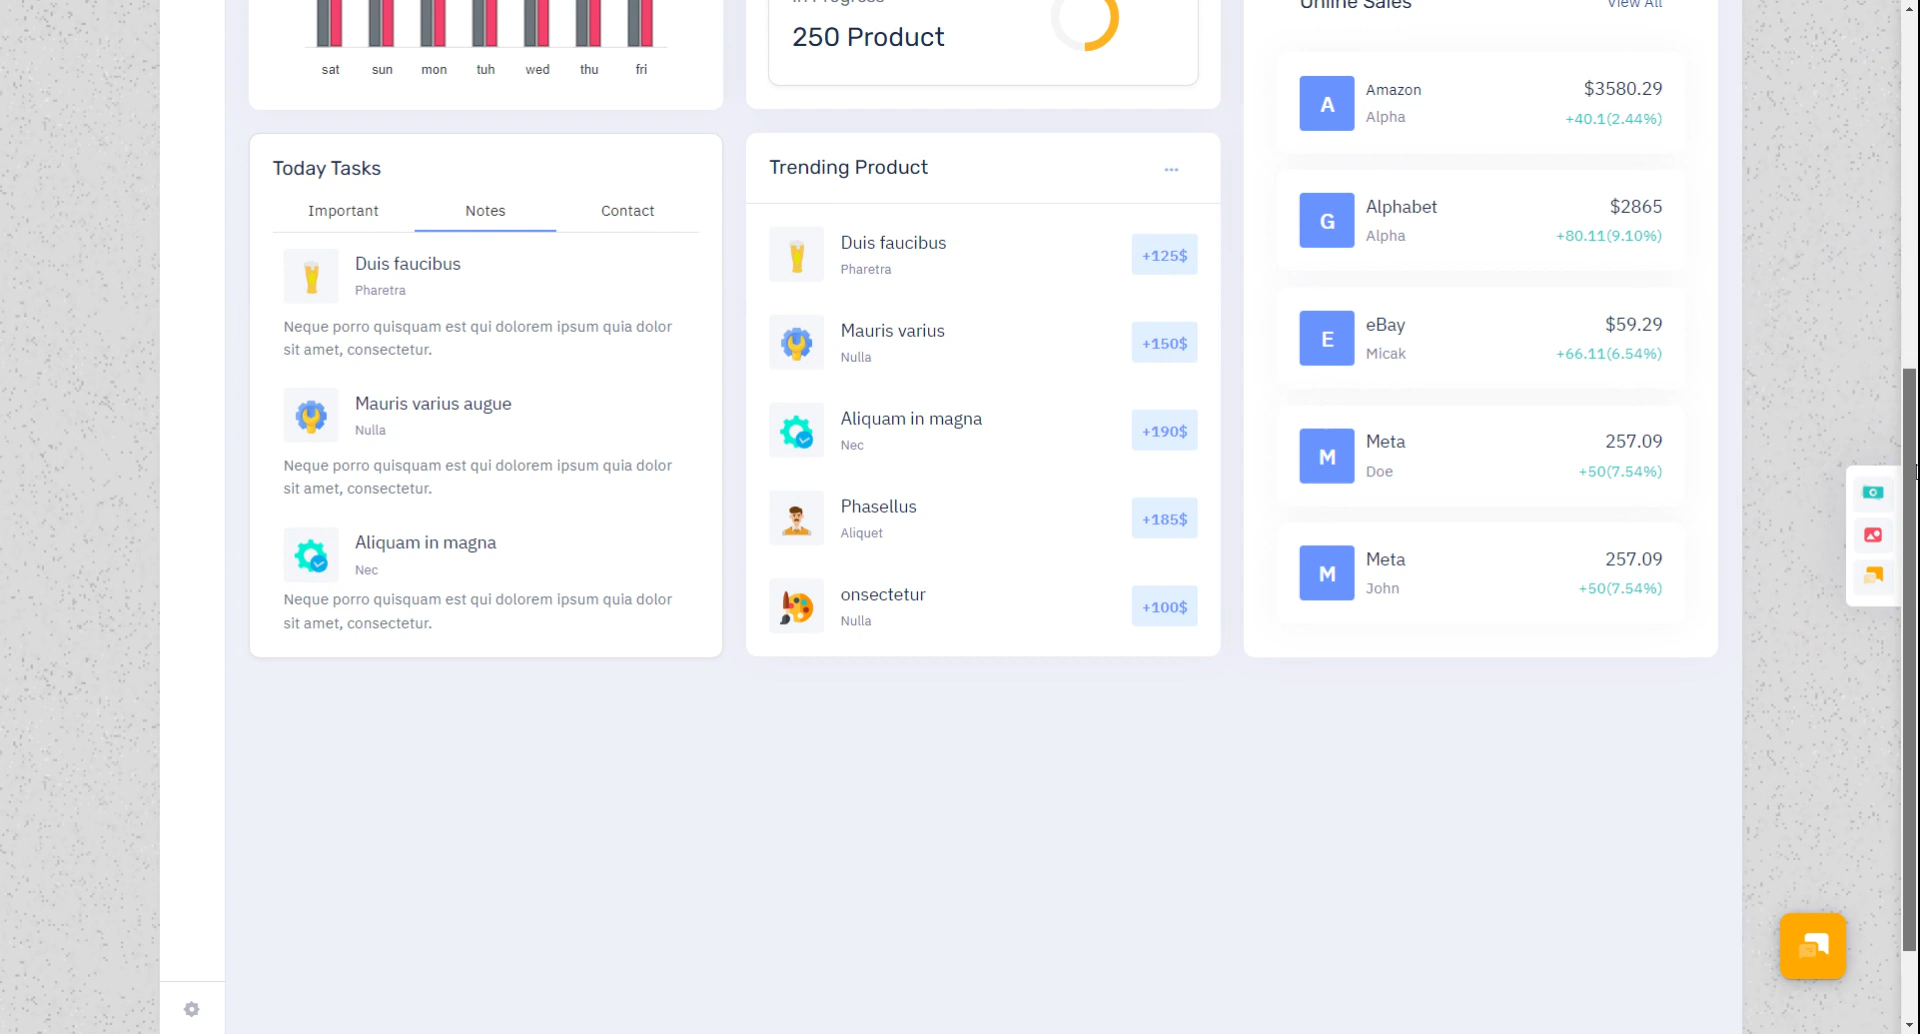 sat sun mon tuh wed thu fri
In Progress
250 Product
Online Sales View All
A Amazon $3580.29
Alpha +40.1(2.44%)
G Alphabet $2865
Alpha +80.11(9.10%)
E eBay $59.29
Micak +66.11(6.54%)
M Meta 257.09
Doe +50(7.54%)
M Meta 257.09
John +50(7.54%)
Today Tasks
Important Notes Contact
Duis faucibus
Pharetra
Neque porro quisquam est qui dolorem ipsum quia dolor
sit amet, consectetur.
Mauris varius augue
Nulla
Neque porro quisquam est qui dolorem ipsum quia dolor
sit amet, consectetur.
Aliquam in magna
Nec
Neque porro quisquam est qui dolorem ipsum quia dolor
sit amet, consectetur.
Trending Product
Duis faucibus +125$
Pharetra
Mauris varius +150$
Nulla
Aliquam in magna +190$
Nec
Phasellus +185$
Aliquet
onsectetur +100$
Nulla